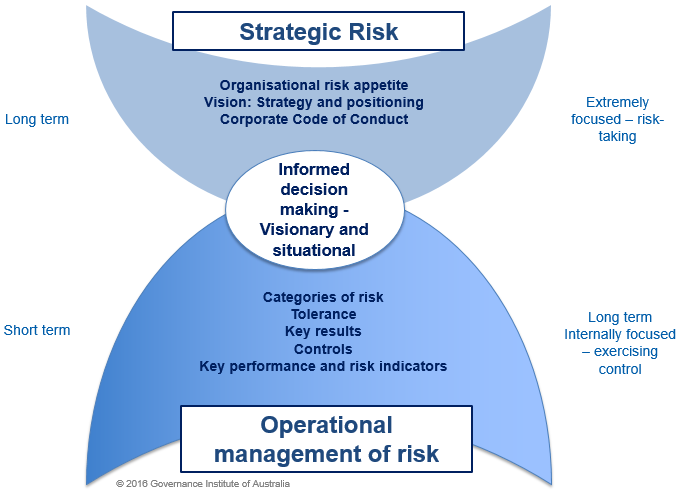 Strategic Risk
Organisational risk appetite
Vision: Strategy and positioning
Corporate Code of Conduct
Long term
Extremely
focused – risk-
taking
Informed
decision
making -
Visionary and
situational
Categories of risk
Tolerance
Key results
Controls
Key performance and risk indicators
Short term
Long term
Internally focused
– exercising
control
Operational
management of risk
© 2016 Governance Institute of Australia